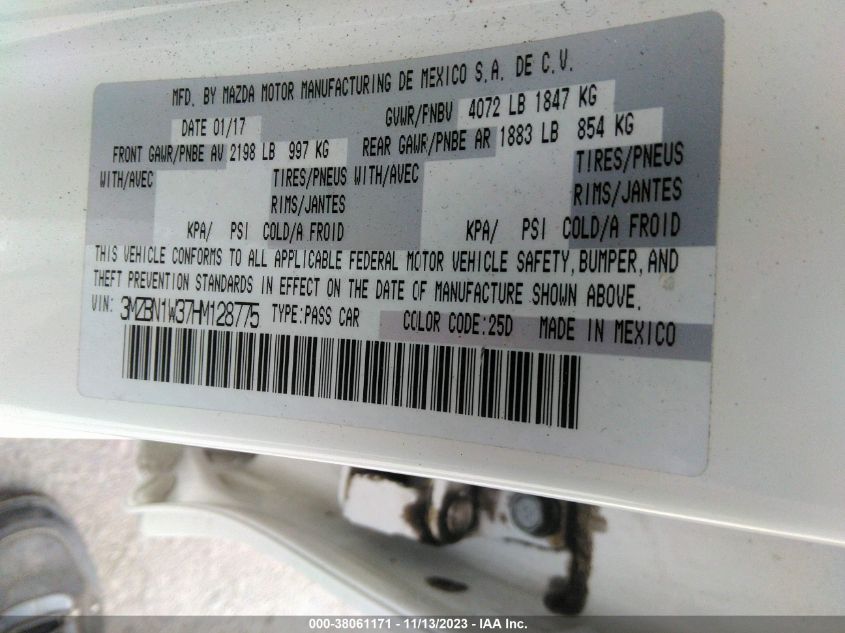 MFD. BY MAZDA MOTOR MANUFACTURING DE MEXICO S.A. DE C.V.
DATE 01/17 GVWR/FNBV 4072 LB 1847 KG
FRONT GAWR/PNBE AV 2198 LB 997 KG REAR GAWR/PNBE AR 1883 LB 854 KG
WITH/AVEC TIRES/PNEUS WITH/AVEC TIRES/PNEUS
RIMS/JANTES RIMS/JANTES
KPA/ PSI COLD/A FROID KPA/ PSI COLD/A FROID
THIS VEHICLE CONFORMS TO ALL APPLICABLE FEDERAL MOTOR VEHICLE SAFETY, BUMPER, AND
THEFT PREVENTION STANDARDS IN EFFECT ON THE DATE OF MANUFACTURE SHOWN ABOVE.
VIN: 3MZBN1W37HM128775 TYPE:PASS CAR COLOR CODE:25D MADE IN MEXICO
000-38061171 - 11/13/2023 - IAA Inc.